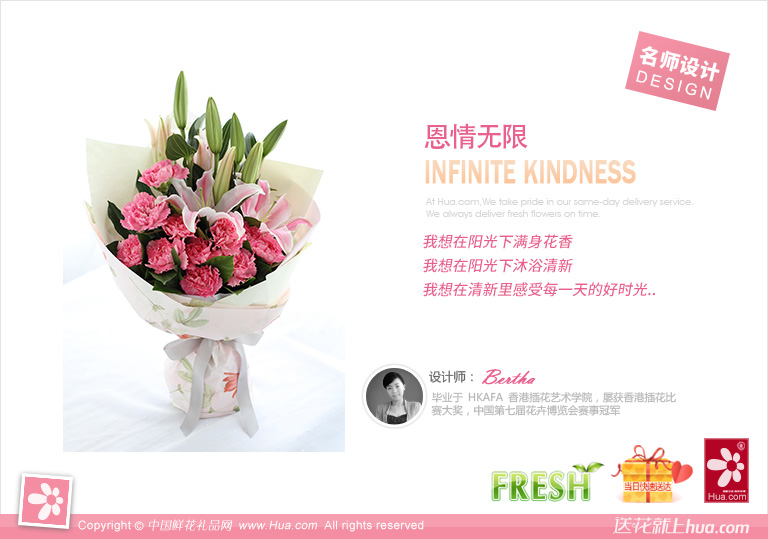 名师设计
DESIGN
恩情无限
INFINITE KINDNESS
At Hua.com,We take pride in our same-day delivery service.
We always deliver fresh flowers on time.
我想在阳光下满身花香
我想在阳光下沐浴清新
我想在清新里感受每一天的好时光..
设计师： Bertha
毕业于 HKAFA 香港插花艺术学院，屡获香港插花比
赛大奖，中国第七届花卉博览会赛事冠军
FRESH
当日快速送达
Hua.com
Copyright © 中国鲜花礼品网 www.Hua.com All rights reserved
送花就上hua.com